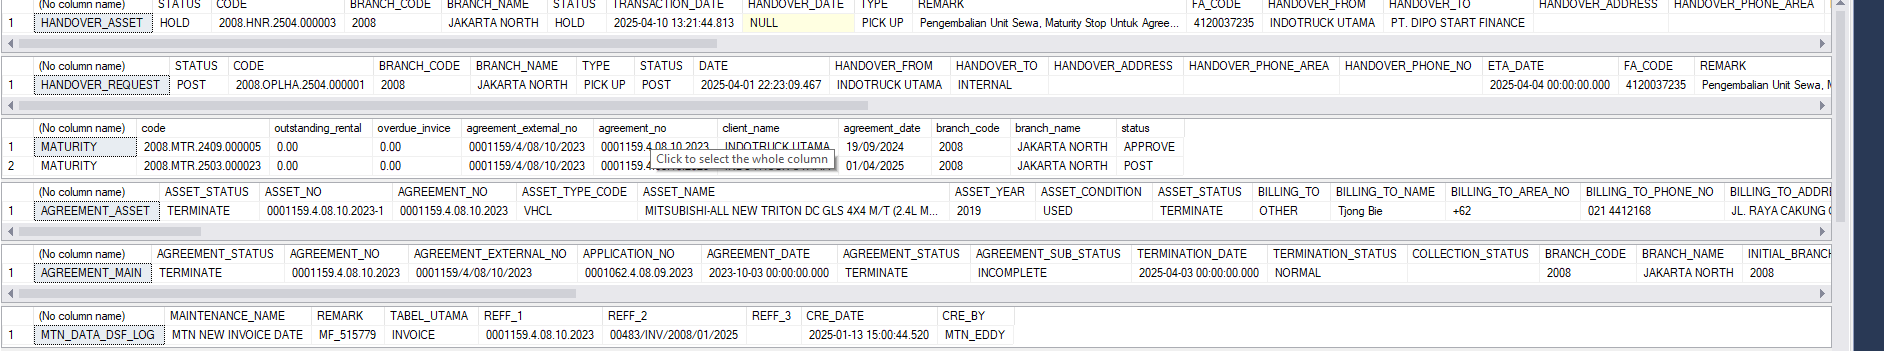 (No column name) STATUS CODE BRANCH_CODE BRANCH_NAME STATUS TRANSACTION_DATE HANDOVER_DATE TYPE REMARK FA_CODE HANDOVER_FROM HANDOVER_TO HANDOVER_ADDRESS HANDOVER_PHONE_AREA
1 HANDOVER_ASSET HOLD 2008.HNR.2504.000003 2008 JAKARTA NORTH HOLD 2025-04-10 13:21:44.813 NULL PICK UP Pengembalian Unit Sewa, Maturity Stop Untuk Agree... 4120037235 INDOTRUCK UTAMA PT. DIPO START FINANCE
(No column name) STATUS CODE BRANCH_CODE BRANCH_NAME TYPE STATUS DATE HANDOVER_FROM HANDOVER_TO HANDOVER_ADDRESS HANDOVER_PHONE_AREA HANDOVER_PHONE_NO ETA_DATE FA_CODE REMARK
1 HANDOVER_REQUEST POST 2008.OPLHA.2504.000001 2008 JAKARTA NORTH PICK UP POST 2025-04-01 22:23:09.467 INDOTRUCK UTAMA INTERNAL 2025-04-04 00:00:00.000 4120037235 Pengembalian Unit Sewa,
(No column name) code outstanding_rental overdue_invice agreement_external_no agreement_no client_name agreement_date branch_code branch_name status
1 MATURITY 2008.MTR.2409.000005 0.00 0.00 0001159/4/08/10/2023 0001159.4.08.10.2023 INDOTRUCK UTAMA 19/09/2024 2008 JAKARTA NORTH APPROVE
Click to select the whole column
2 MATURITY 2008.MTR.2503.000023 0.00 0.00 0001159/4/08/10/2023 01/04/2025 2008 JAKARTA NORTH POST
(No column name) ASSET_STATUS ASSET_NO AGREEMENT_NO ASSET_TYPE_CODE ASSET_NAME ASSET_YEAR ASSET_CONDITION ASSET_STATUS BILLING_TO BILLING_TO_NAME BILLING_TO_AREA_NO BILLING_TO_PHONE_NO BILLING_TO_ADDRE
1 AGREEMENT_ASSET TERMINATE 0001159.4.08.10.2023-1 0001159.4.08.10.2023 VHCL MITSUBISHI-ALL NEW TRITON DC GLS 4X4 M/T (2.4L M... 2019 USED TERMINATE OTHER Tjong Bie +62 021 4412168 JL. RAYA CAKUNG
(No column name) AGREEMENT_STATUS AGREEMENT_NO AGREEMENT_EXTERNAL_NO APPLICATION_NO AGREEMENT_DATE AGREEMENT_STATUS AGREEMENT_SUB_STATUS TERMINATION_DATE TERMINATION_STATUS COLLECTION_STATUS BRANCH_CODE BRANCH_NAME INITIAL_BRANCH
1 AGREEMENT_MAIN TERMINATE 0001159.4.08.10.2023 0001159/4/08/10/2023 0001062.4.08.09.2023 2023-10-03 00:00:00.000 TERMINATE INCOMPLETE 2025-04-03 00:00:00.000 NORMAL 2008 JAKARTA NORTH 2008
(No column name) MAINTENANCE_NAME REMARK TABEL_UTAMA REFF_1 REFF_2 REFF_3 CRE_DATE CRE_BY
1 MTN_DATA_DSF_LOG MTN NEW INVOICE DATE MF_515779 INVOICE 0001159.4.08.10.2023 00483/INV/2008/01/2025 2025-01-13 15:00:44.520 MTN_EDDY